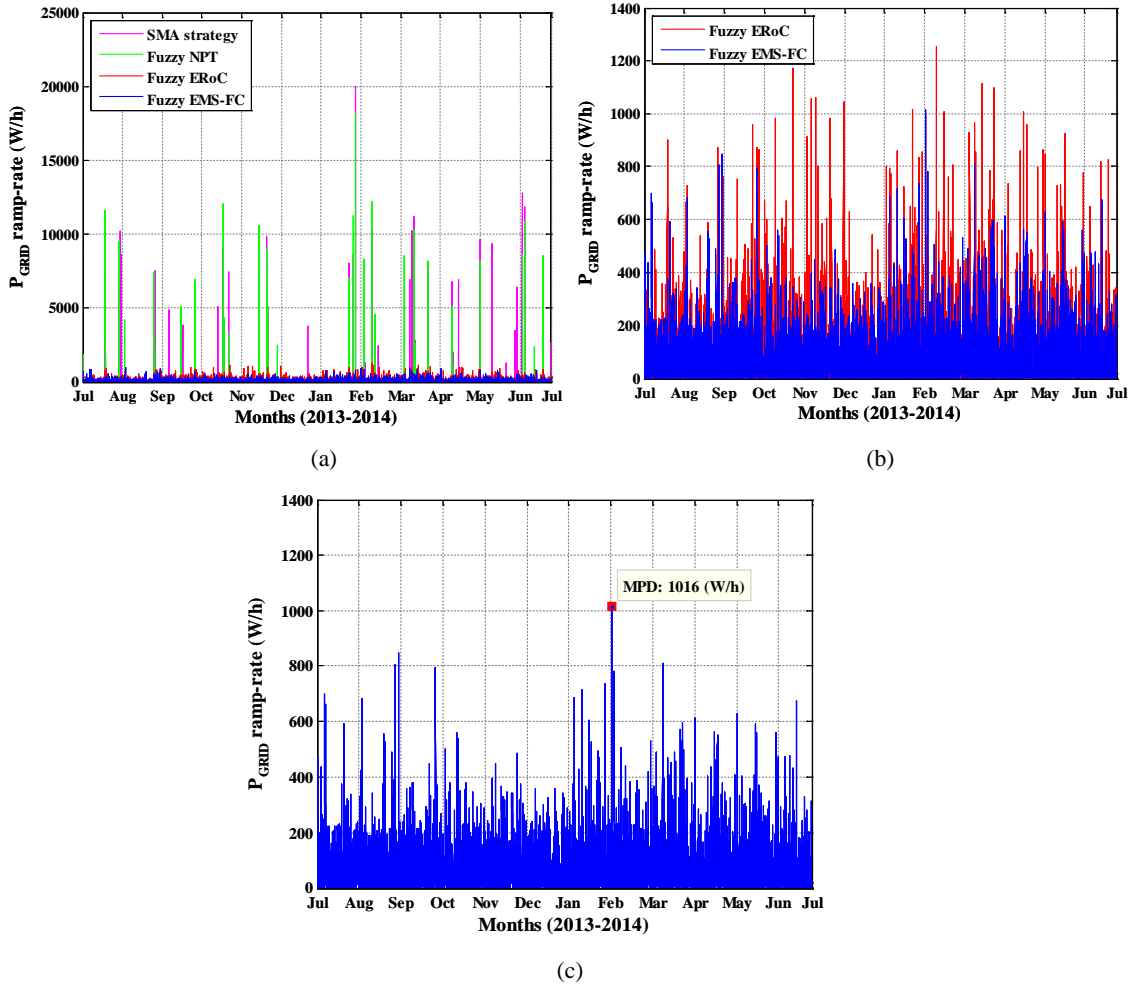 25000
20000
15000
10000
5000
0
P_GRID ramp-rate (W/h)
SMA strategy
Fuzzy NPT
Fuzzy ERoC
Fuzzy EMS-FC
Jul Aug Sep Oct Nov Dec Jan Feb Mar Apr May Jun Jul
Months (2013-2014)
(a)
1400
1200
1000
800
600
400
200
0
P_GRID ramp-rate (W/h)
Fuzzy ERoC
Fuzzy EMS-FC
Jul Aug Sep Oct Nov Dec Jan Feb Mar Apr May Jun Jul
Months (2013-2014)
(b)
1400
1200
1000
800
600
400
200
0
P_GRID ramp-rate (W/h)
MPD: 1016 (W/h)
Jul Aug Sep Oct Nov Dec Jan Feb Mar Apr May Jun Jul
Months (2013-2014)
(c)